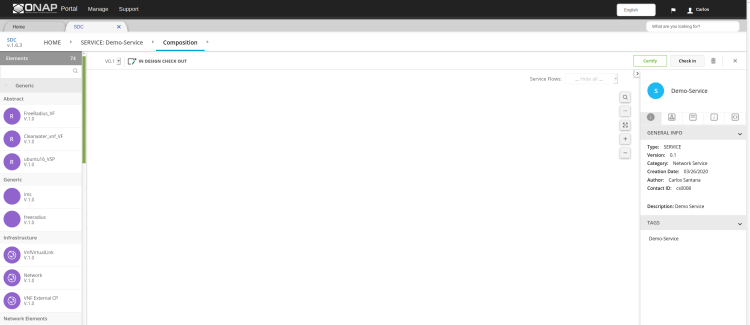 ONAP Portal Manage Support English Carlos
Home SDC × What are you looking for?
SDC
v.1.6.3
HOME SERVICE: Demo-Service Composition
Elements 74
V0.1 IN DESIGN CHECK OUT Certify Check in ×
Generic
Service Flows:
Abstract
FreeRadius_VF
V.1.0
Clearwater_vnf_VF
V.1.0
ubuntu16_VSP
V.1.0
Generic
ims
V.1.0
freeradius
V.1.0
Infrastructure
VnfVirtualLink
V.1.0
Network
V.1.0
VNF External CP
V.1.0
Network Elements
S Demo-Service
GENERAL INFO
Type: SERVICE
Version: 0.1
Category: Network Service
Creation Date: 03/26/2020
Author: Carlos Santana
Contact ID: cs0008
Description: Demo Service
TAGS
Demo-Service